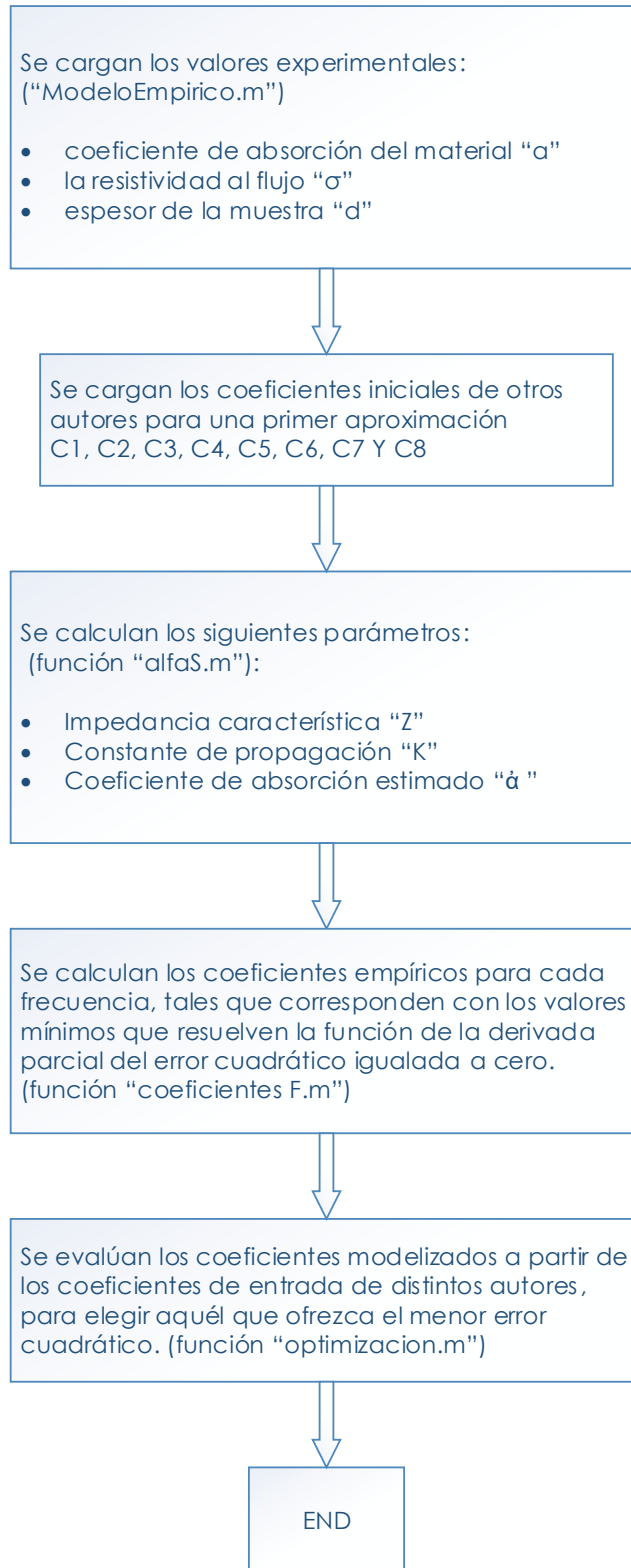 Se cargan los valores experimentales:
(“ModeloEmpirico.m”)
• coeficiente de absorción del material “a”
• la resistividad al flujo “σ”
• espesor de la muestra “d”
Se cargan los coeficientes iniciales de otros
autores para una primer aproximación
C1, C2, C3, C4, C5, C6, C7 Y C8
Se calculan los siguientes parámetros:
(función “alfaS.m”):
• Impedancia característica “Z”
• Constante de propagación “K”
• Coeficiente de absorción estimado “ἀ ”
Se calculan los coeficientes empíricos para cada
frecuencia, tales que corresponden con los valores
mínimos que resuelven la función de la derivada
parcial del error cuadrático igualada a cero.
(función “coeficientes F.m”)
Se evalúan los coeficientes modelizados a partir de
los coeficientes de entrada de distintos autores,
para elegir aquél que ofrezca el menor error
cuadrático. (función “optimizacion.m”)
END